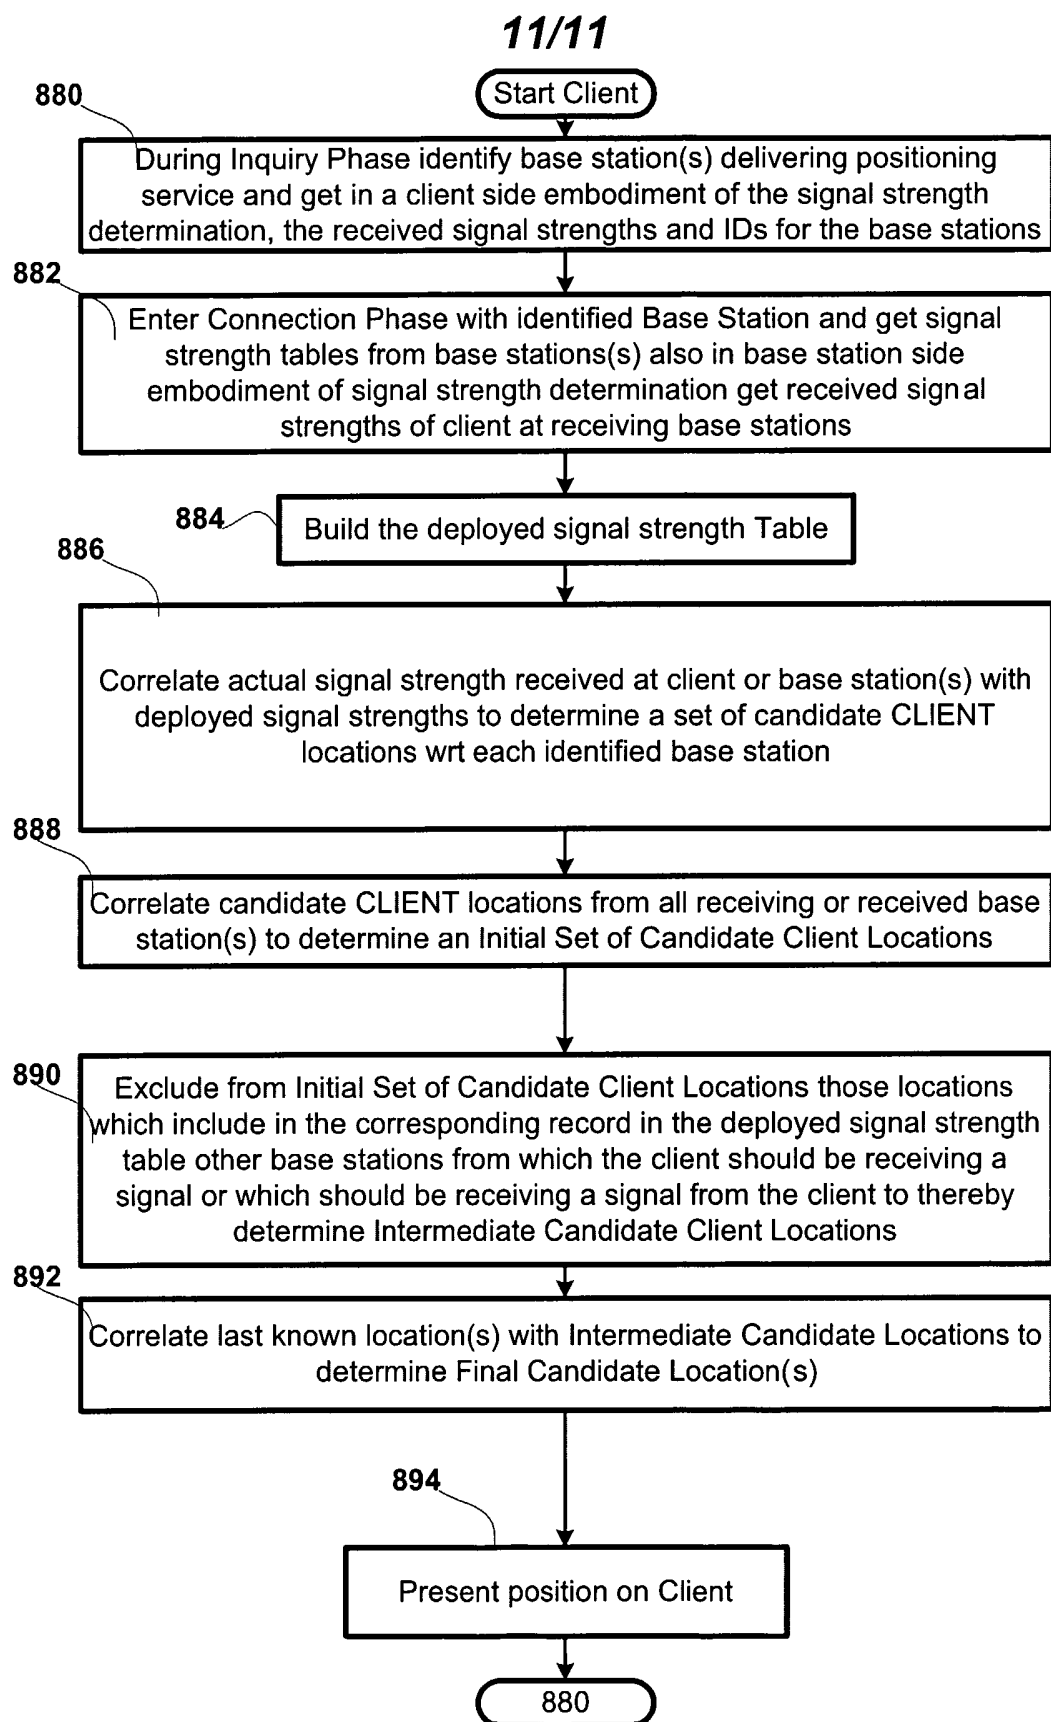 11/11
Start Client
880
During Inquiry Phase identify base station(s) delivering positioning
service and get in a client side embodiment of the signal strength
determination, the received signal strengths and IDs for the base stations
882
Enter Connection Phase with identified Base Station and get signal
strength tables from base stations(s) also in base station side
embodiment of signal strength determination get received signal
strengths of client at receiving base stations
884
Build the deployed signal strength Table
886
Correlate actual signal strength received at client or base station(s) with
deployed signal strengths to determine a set of candidate CLIENT
locations wrt each identified base station
888
Correlate candidate CLIENT locations from all receiving or received base
station(s) to determine an Initial Set of Candidate Client Locations
890
Exclude from Initial Set of Candidate Client Locations those locations
which include in the corresponding record in the deployed signal strength
table other base stations from which the client should be receiving a
signal or which should be receiving a signal from the client to thereby
determine Intermediate Candidate Client Locations
892
Correlate last known location(s) with Intermediate Candidate Locations to
determine Final Candidate Location(s)
894
Present position on Client
880